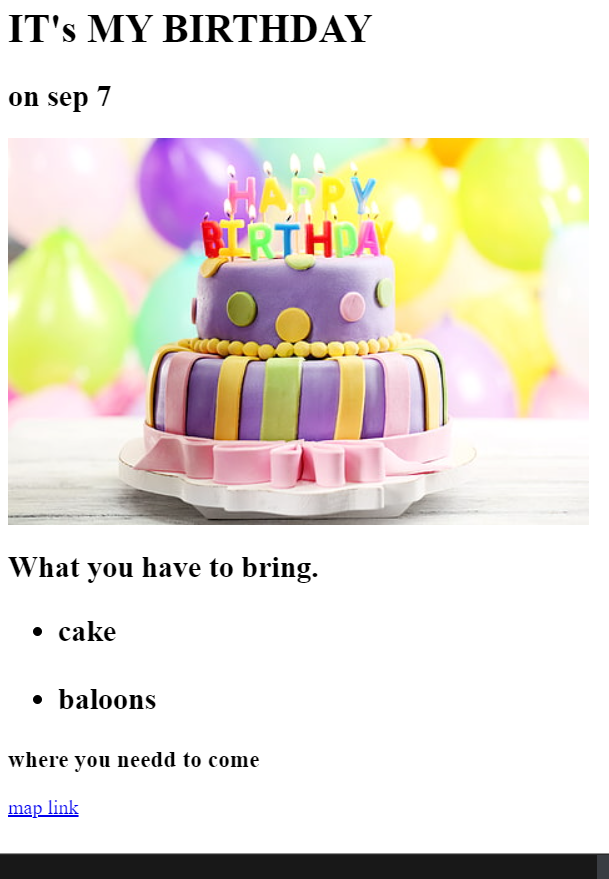 IT's MY BIRTHDAY
on sep 7
HAPPY
BIRTHDAY
What you have to bring.
cake
baloons
where you needd to come
map link